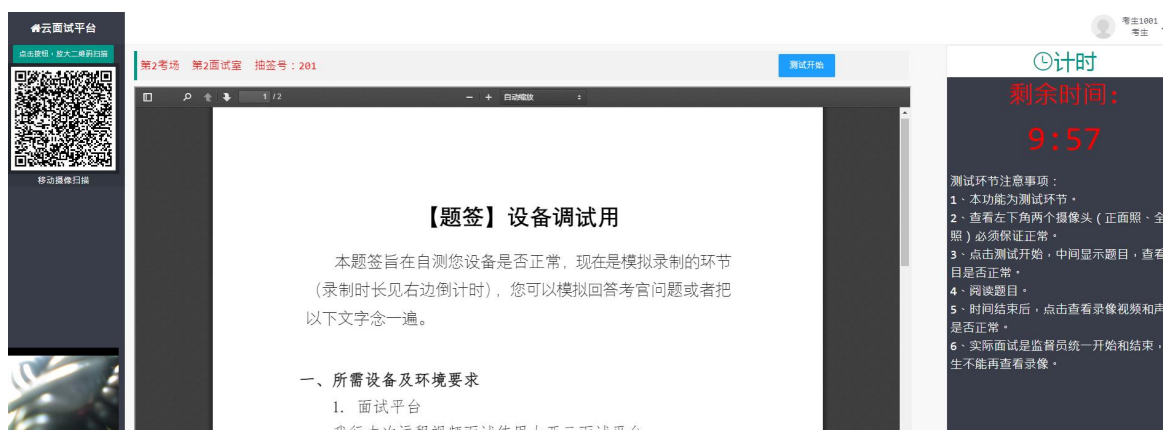 云面试平台
点击按钮,放大二维码扫描
移动摄像扫描
考生1001
考生
第2考场 第2面试室 抽签号:201
测试开始
1 / 2
自动缩放
【题签】设备调试用
本题签旨在自测您设备是否正常，现在是模拟录制的环节
（录制时长见右边倒计时），您可以模拟回答考官问题或者把
以下文字念一遍。
一、所需设备及环境要求
1. 面试平台
计时
剩余时间:
9:57
测试环节注意事项:
1、本功能为测试环节。
2、查看左下角两个摄像头(正面照、全
照)必须保证正常。
3、点击测试开始,中间显示题目,查看
目是否正常。
4、阅读题目。
5、时间结束后,点击查看录像视频和声
是否正常。
6、实际面试是监督员统一开始和结束,
生不能再查看录像。